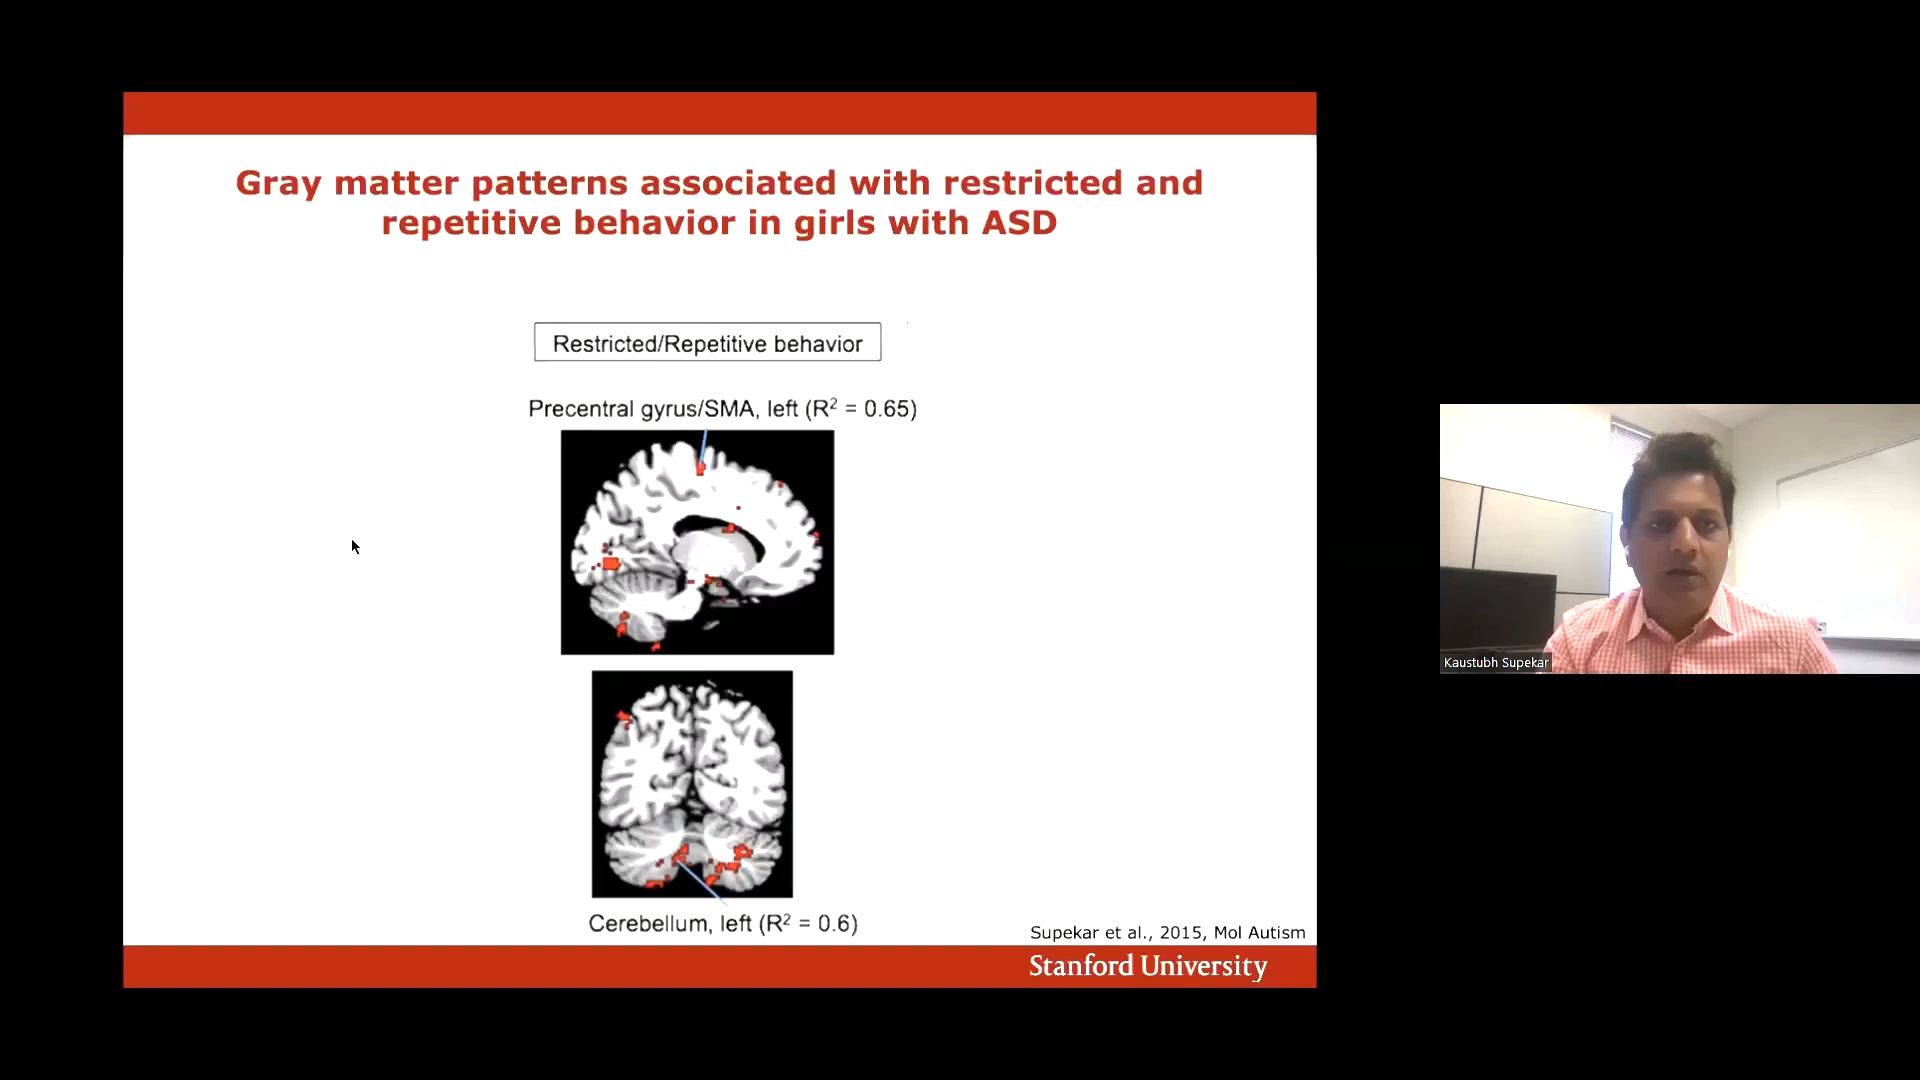 Gray matter patterns associated with restricted and
repetitive behavior in girls with ASD
Restricted/Repetitive behavior
Precentral gyrus/SMA, left (R² = 0.65)
Cerebellum, left (R² = 0.6)
Supekar et al., 2015, Mol Autism
Stanford University
Kaustubh Supekar